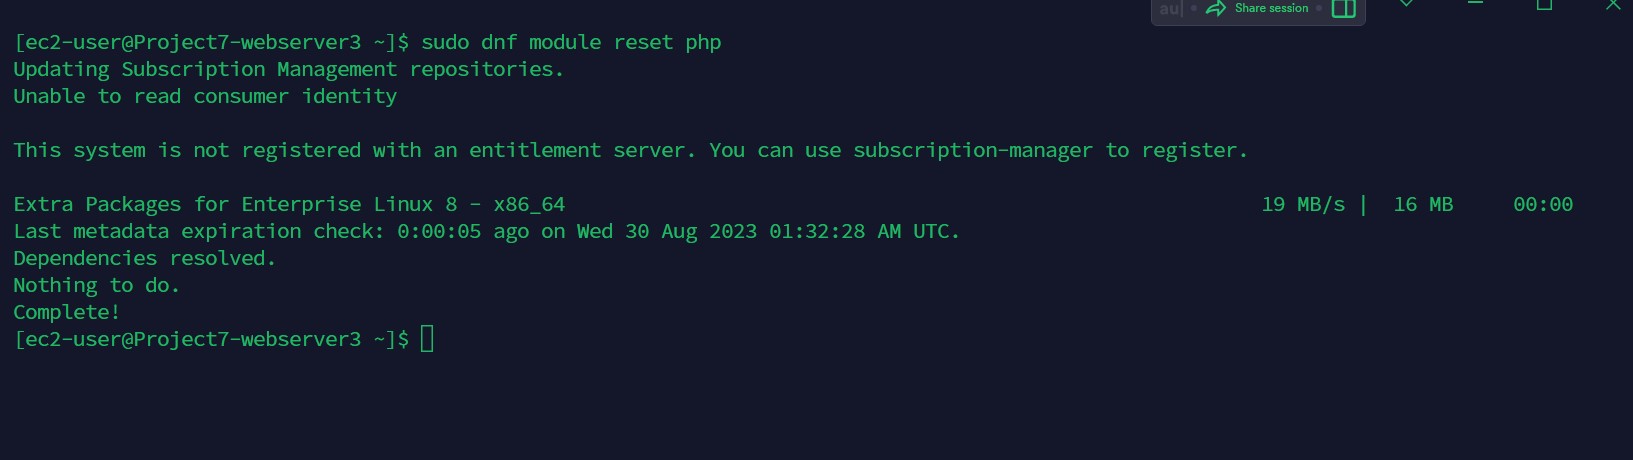 au
Share session
[ec2-user@Project7-webserver3 ~]$ sudo dnf module reset php
Updating Subscription Management repositories.
Unable to read consumer identity
This system is not registered with an entitlement server. You can use subscription-manager to register.
Extra Packages for Enterprise Linux 8 - x86_64 19 MB/s | 16 MB 00:00
Last metadata expiration check: 0:00:05 ago on Wed 30 Aug 2023 01:32:28 AM UTC.
Dependencies resolved.
Nothing to do.
Complete!
[ec2-user@Project7-webserver3 ~]$